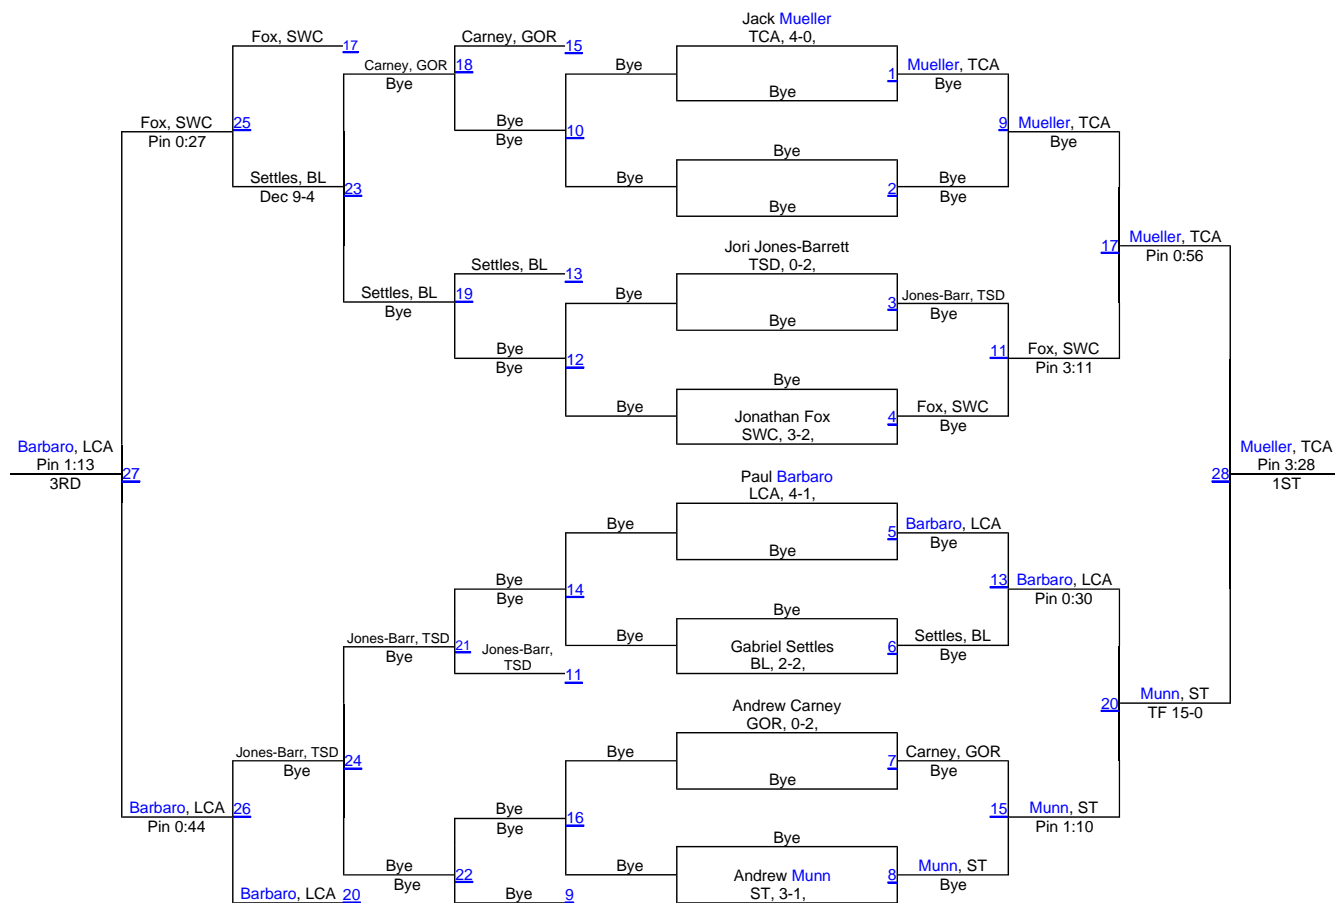 Jack Mueller
TCA, 4-0,
Fox, SWC
17
Carney, GOR
15
Carney, GOR
18
Bye
Bye
1
Mueller, TCA
Bye
Bye
Fox, SWC
25
Pin 0:27
Bye
10
Bye
9
Mueller, TCA
Bye
Bye
Settles, BL
23
Dec 9-4
Bye
Bye
2
Bye
Bye
Jori Jones-Barrett
TSD, 0-2,
17
Mueller, TCA
Pin 0:56
Settles, BL
13
Settles, BL
19
Bye
Bye
3
Jones-Barr, TSD
Bye
Bye
Bye
12
Bye
11
Fox, SWC
Pin 3:11
Bye
Bye
Jonathan Fox
SWC, 3-2,
4
Fox, SWC
Bye
Barbaro, LCA
Pin 1:13
27
3RD
Paul Barbaro
LCA, 4-1,
28
Mueller, TCA
Pin 3:28
1ST
Bye
5
Barbaro, LCA
Bye
Bye
Bye
14
Bye
13
Barbaro, LCA
Pin 0:30
Bye
Jones-Barr, TSD
21
Bye
Jones-Barr,
TSD
11
Bye
Gabriel Settles
BL, 2-2,
6
Settles, BL
Bye
Andrew Carney
GOR, 0-2,
20
Munn, ST
TF 15-0
Jones-Barr, TSD
24
Bye
Bye
7
Carney, GOR
Bye
Bye
Barbaro, LCA
26
Pin 0:44
Bye
16
Bye
15
Munn, ST
Pin 1:10
Bye
Bye
22
Bye
Bye
Andrew Munn
ST, 3-1,
8
Munn, ST
Bye
Barbaro, LCA
20
Bye
9